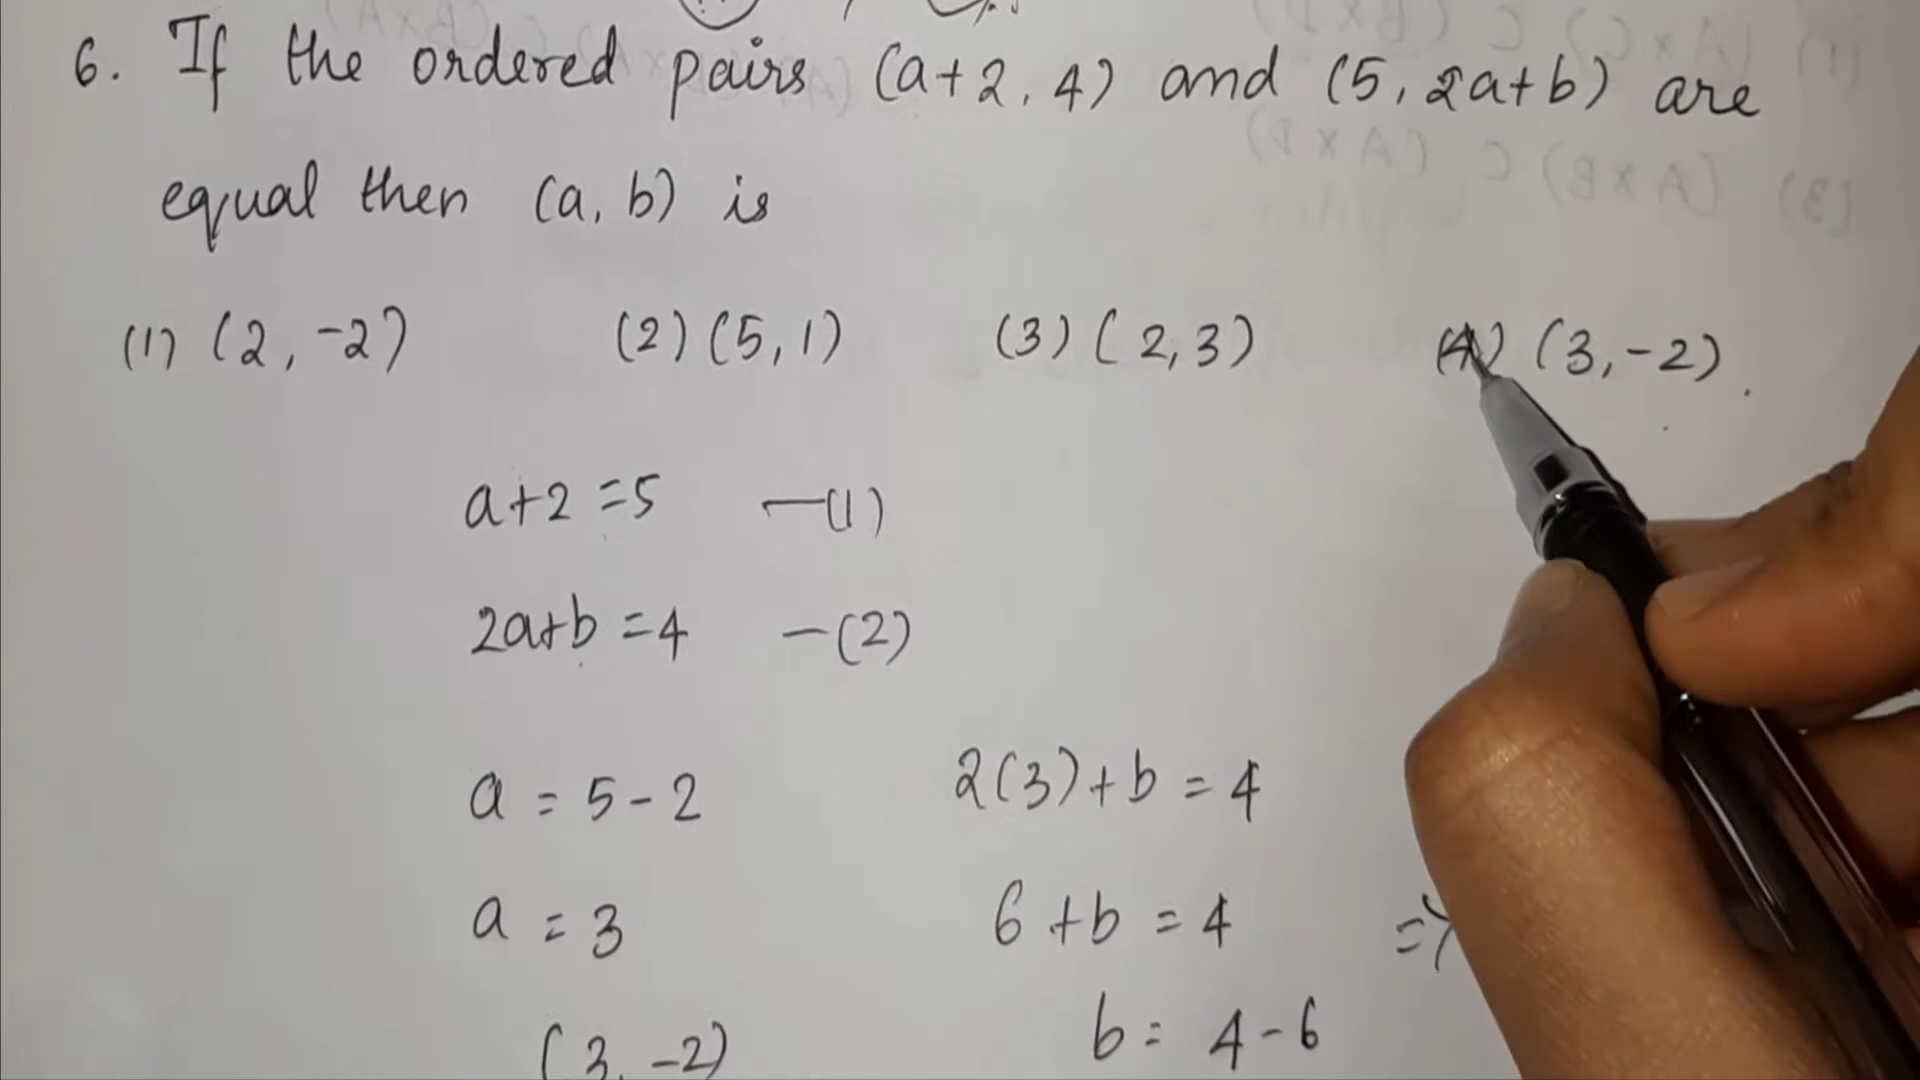 6. If the ordered pairs (a+2, 4) and (5, 2a+b) are
equal then (a, b) is
(1) (2, -2) (2) (5, 1) (3) ( 2, 3) (4) (3, -2).
a+2 =5 —(1)
2a+b =4 —(2)
a = 5-2 2(3)+b = 4
a = 3 6 +b = 4 =>
(3, -2) b = 4-6